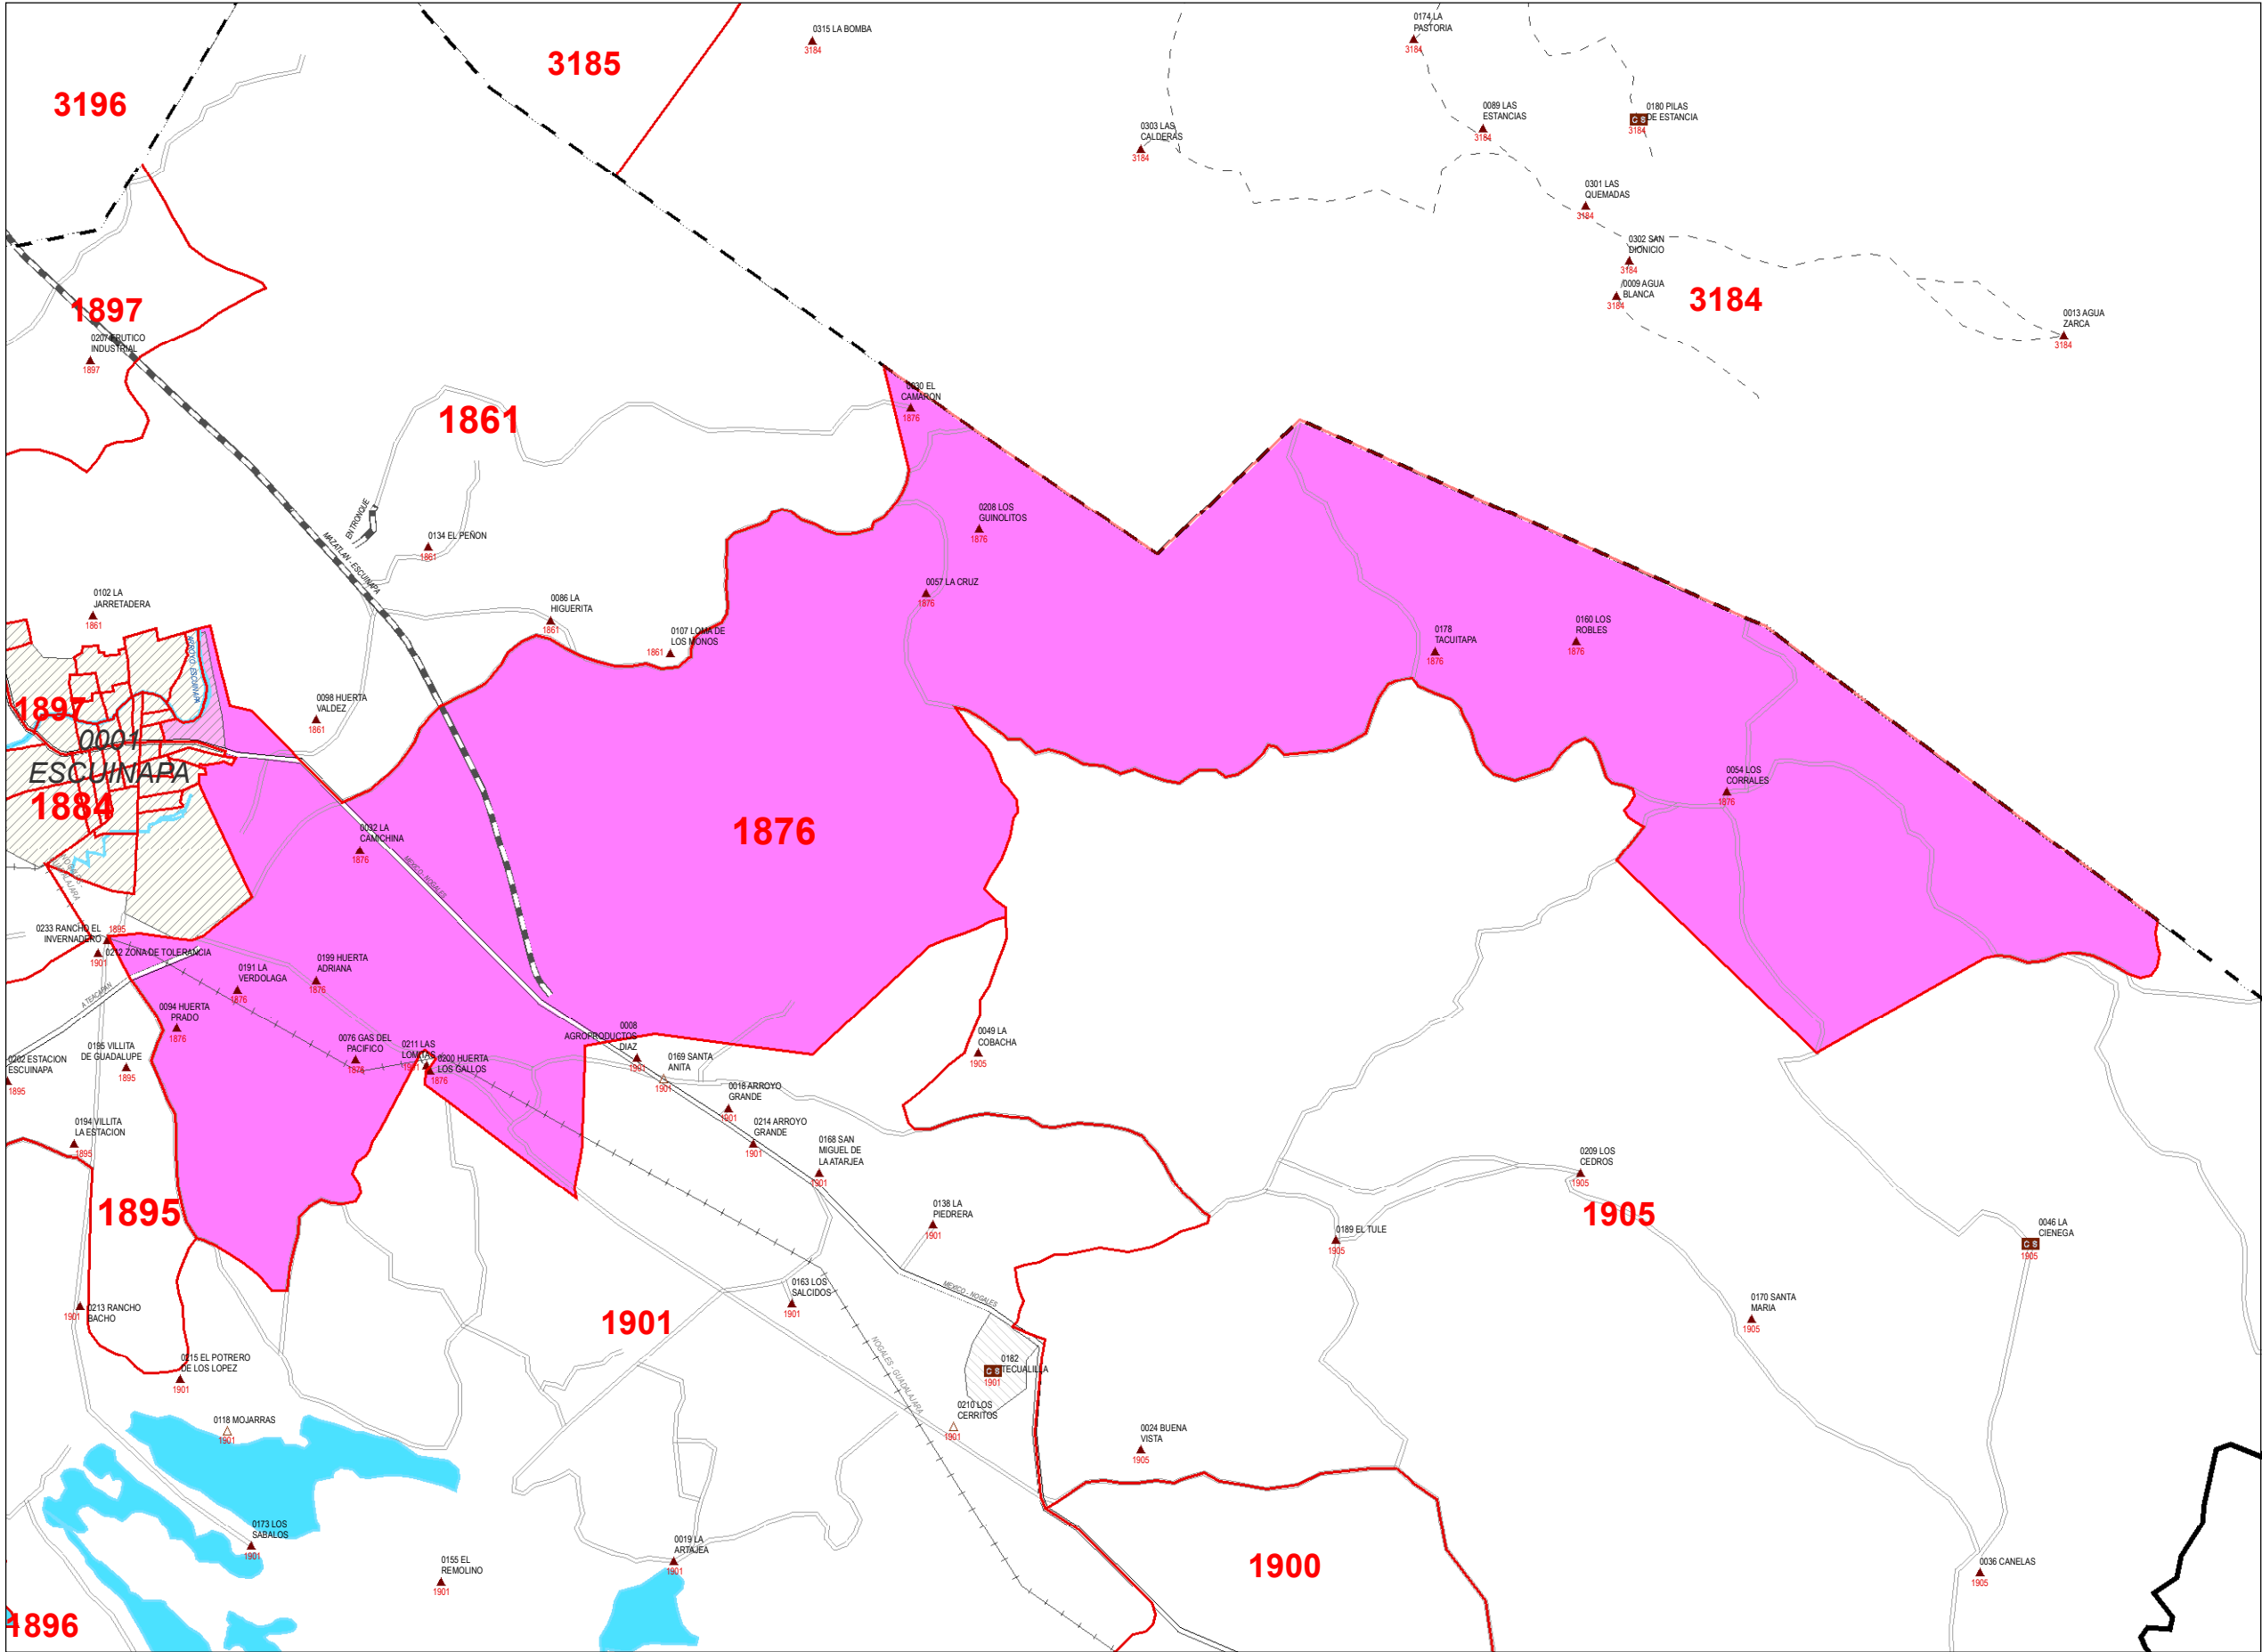 0315 LA BOMBA
3184
0174 LA
PASTORIA
3184
3185
3196
0089 LAS
ESTANCIAS
3184
0180 PILAS
DE ESTANCIA
C S
3184
0303 LAS
CALDERAS
3184
0301 LAS
QUEMADAS
3184
0302 SAN
DIONICIO
3184
0009 AGUA
BLANCA
3184
3184
0013 AGUA
ZARCA
3184
1897
0207 FRUTICO
INDUSTRIAL
1897
1861
0030 EL
CAMARON
1876
ENTRONQUE
MAZATLAN - ESCUINAPA
0134 EL PEÑON
1861
0208 LOS
GUINOLITOS
1876
0057 LA CRUZ
1876
0102 LA
JARRETADERA
1861
0086 LA
HIGUERITA
1861
0107 LOMA DE
LOS MONOS
1861
0178
TACUITAPA
1876
0160 LOS
ROBLES
1876
ARROYO ESCUINAPA
0098 HUERTA
VALDEZ
1861
1897
0001
ESCUINAPA
1884
0054 LOS
CORRALES
1876
0032 LA
CAMICHINA
1876
1876
MEXICO - NOGALES
0233 RANCHO EL
INVERNADERO
1895
0212 ZONA DE TOLERANCIA
1901
0191 LA
VERDOLAGA
1876
0199 HUERTA
ADRIANA
1876
A TEACAPAN
0094 HUERTA
PRADO
1876
0202 ESTACION
ESCUINAPA
1895
0195 VILLITA
DE GUADALUPE
1895
0076 GAS DEL
PACIFICO
1876
0211 LAS
LOMITAS
1901
0200 HUERTA
LOS GALLOS
1876
0008
AGROPRODUCTOS
DIAZ
1901
0169 SANTA
ANITA
1901
0049 LA
COBACHA
1905
0016 ARROYO
GRANDE
1901
0214 ARROYO
GRANDE
1901
0194 VILLITA
LA ESTACION
1895
0168 SAN
MIGUEL DE
LA ATARJEA
1901
0209 LOS
CEDROS
1905
1895
0138 LA
PIEDRERA
1901
1905
0189 EL TULE
1905
0046 LA
CIENEGA
C S
1905
MEXICO - NOGALES
0163 LOS
SALCIDOS
1901
0213 RANCHO
BACHO
1901
1901
0170 SANTA
MARIA
1905
NOGALES - GUADALAJARA
0215 EL POTRERO
DE LOS LOPEZ
1901
0182
TECUALILLA
C S
1901
0118 MOJARRAS
1901
0210 LOS
CERRITOS
1901
0024 BUENA
VISTA
1905
0173 LOS
SABALOS
1901
0155 EL
REMOLINO
1901
0019 LA
ARTAJEA
1901
1900
0036 CANELAS
1905
1896